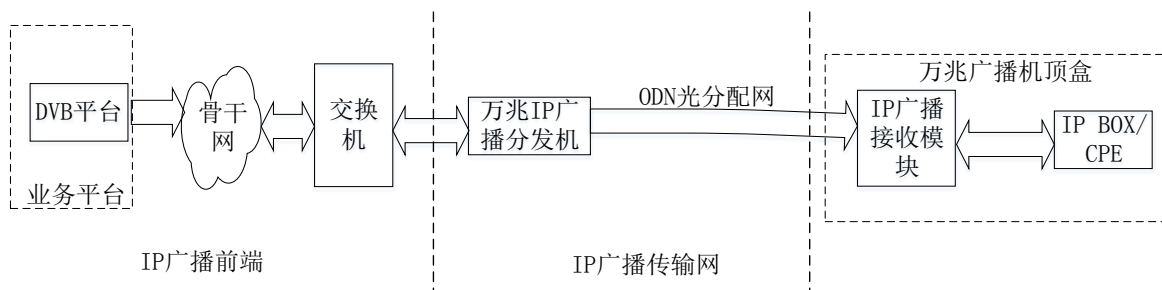 DVB平台
业务平台
骨干
网
交换
机
IP广播前端
万兆IP广
播分发机
ODN光分配网
IP广播传输网
万兆广播机顶盒
IP广播
接收模
块
IP BOX/
CPE